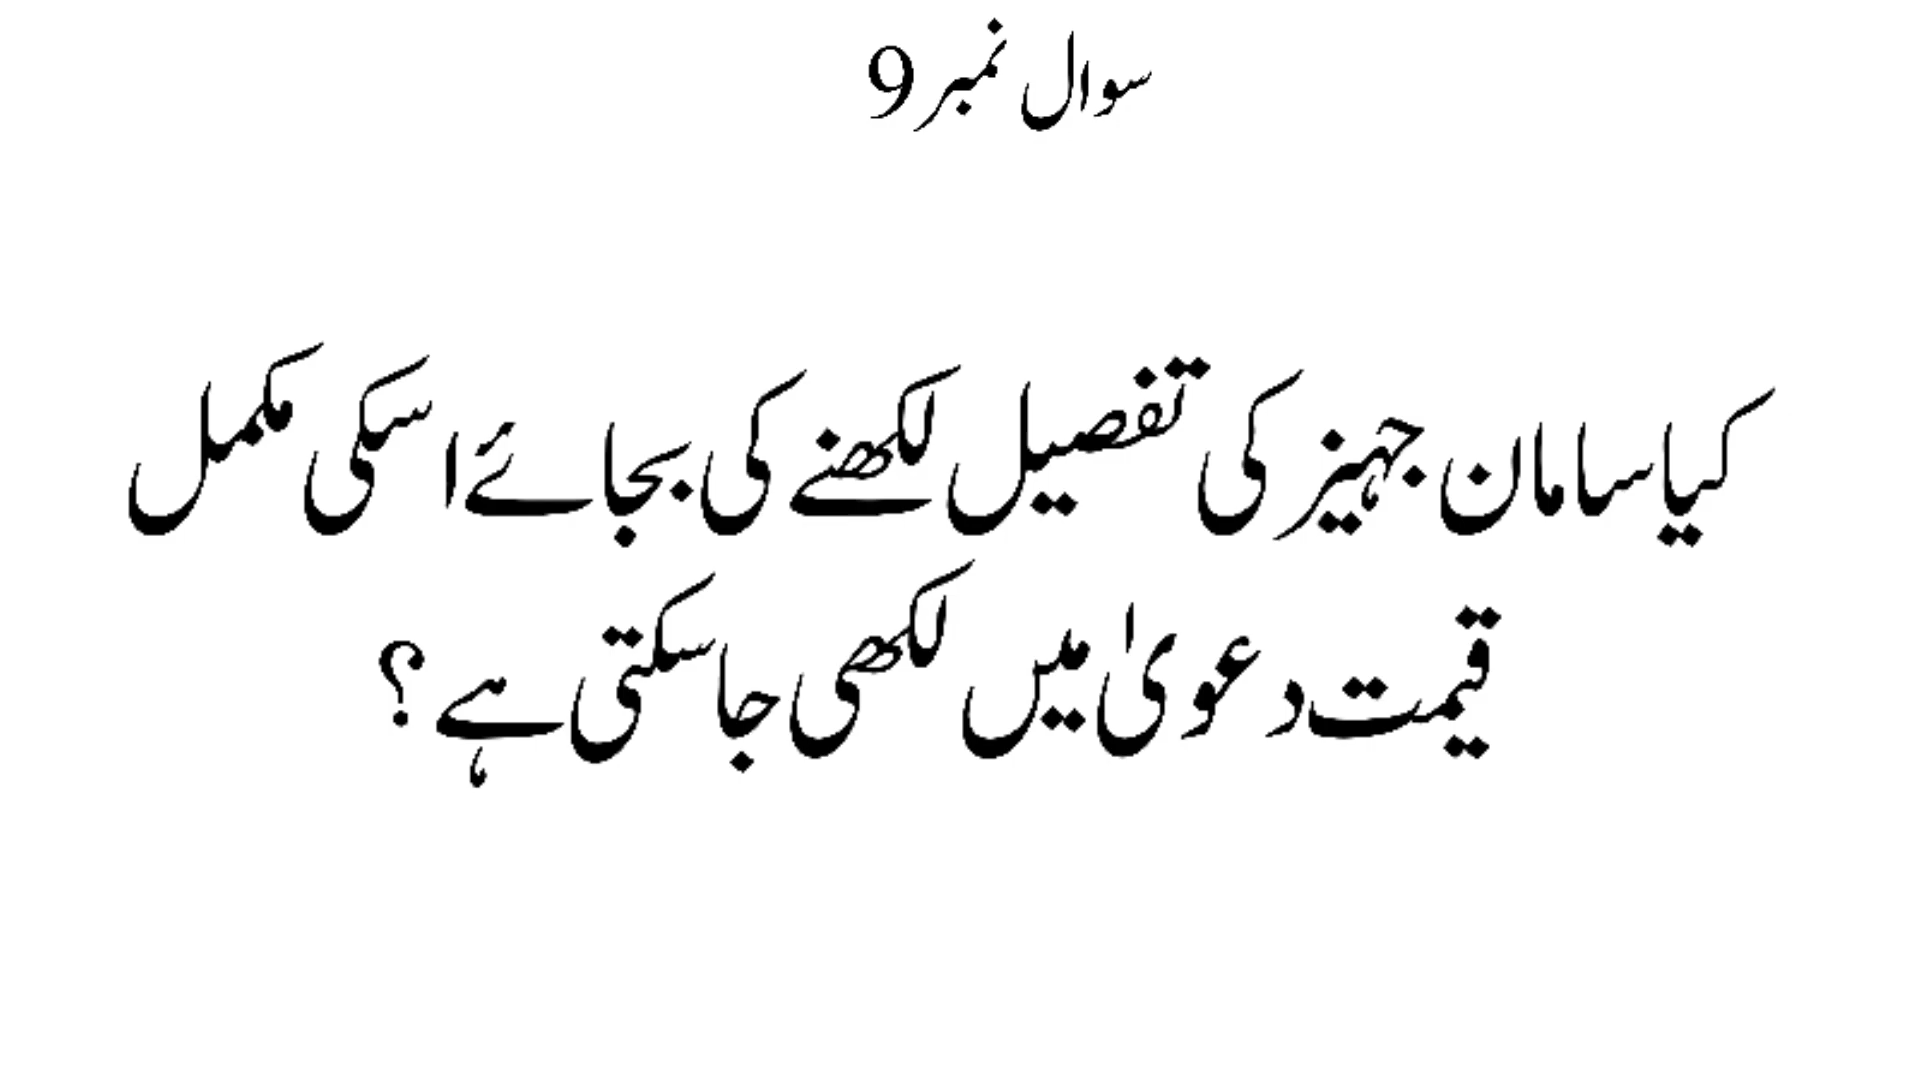 سوال نمبر 9
کیا سامان جہیز کی تفصیل لکھنے کی بجائے اسکی مکمل
قیمت دعویٰ میں لکھی جا سکتی ہے؟